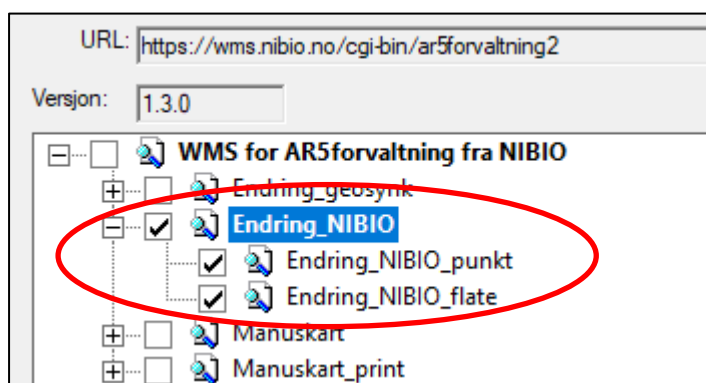 URL: https://wms.nibio.no/cgi-bin/ar5forvaltning2
Versjon: 1.3.0
WMS for AR5forvaltning fra NIBIO
Endring_geosynk
Endring_NIBIO
Endring_NIBIO_punkt
Endring_NIBIO_flate
Manuskart
Manuskart_print